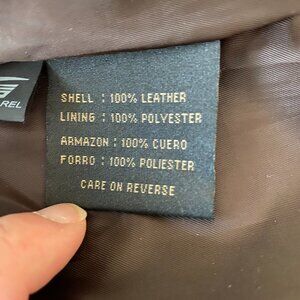 SHELL : 100% LEATHER
LINING : 100% POLYESTER
ARMAZON : 100% CUERO
FORRO : 100% POLIESTER
CARE ON REVERSE